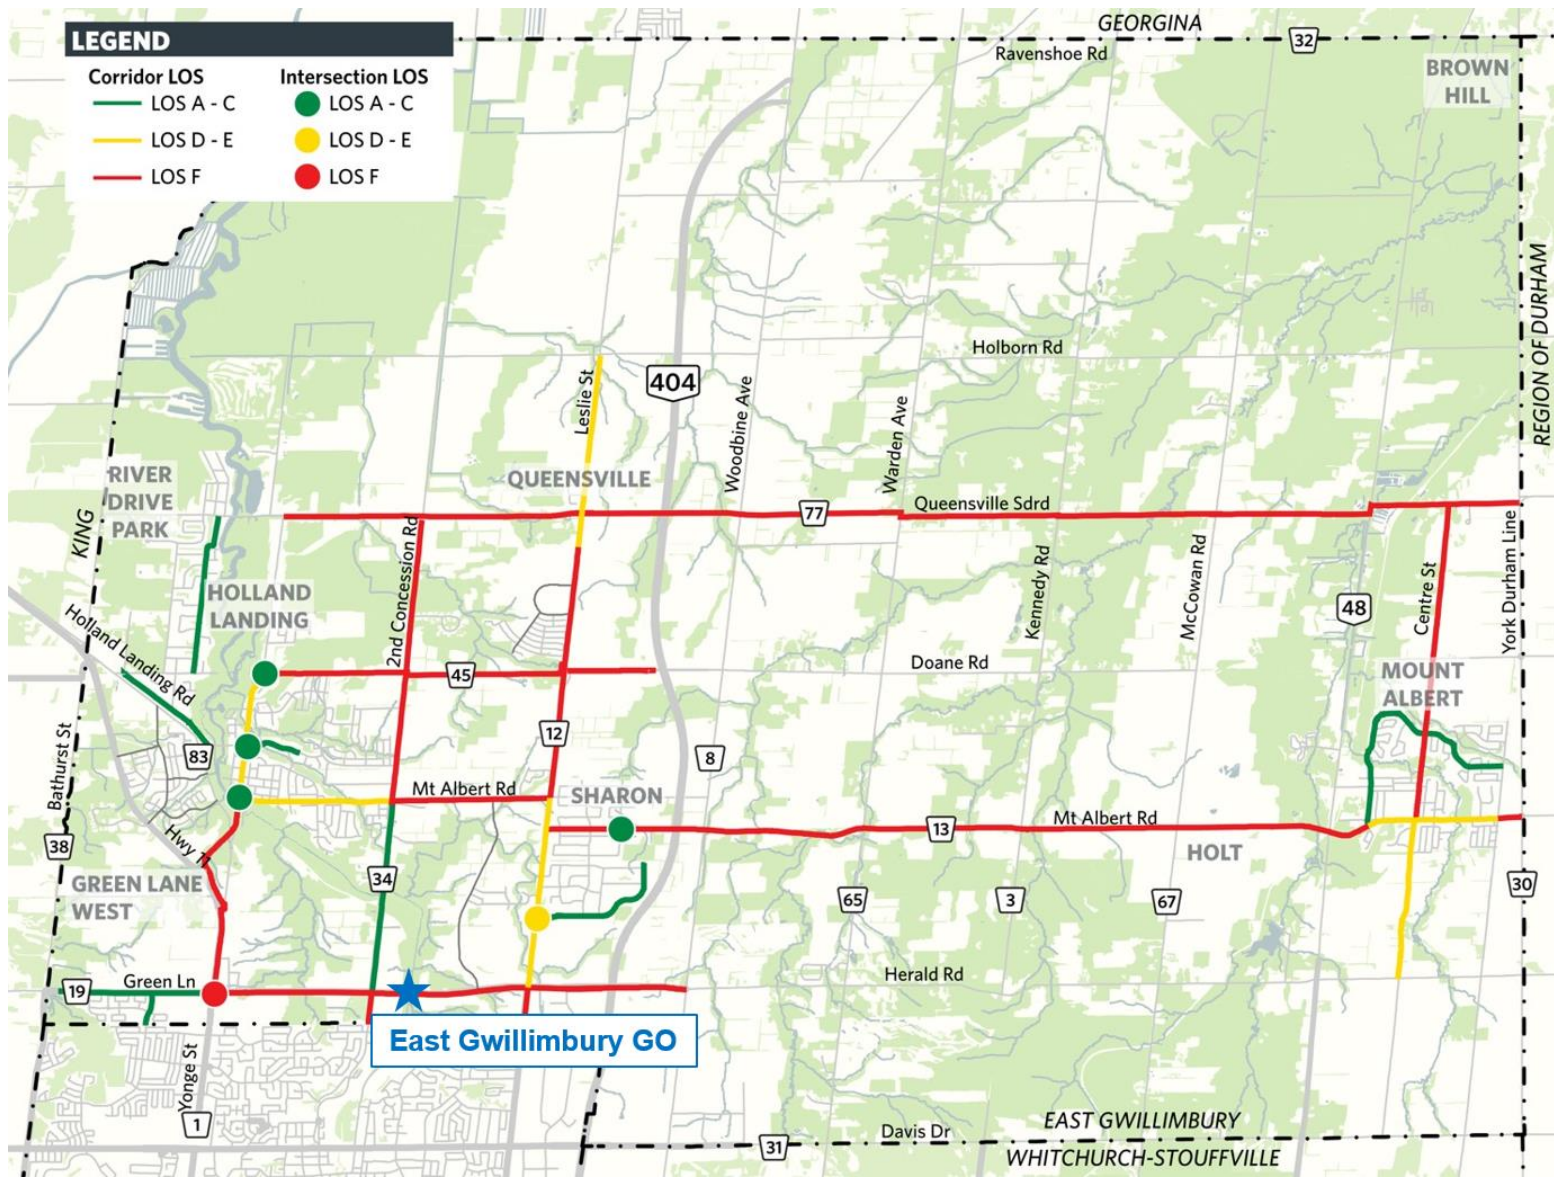 LEGEND
Corridor LOS
Intersection LOS
LOS A - C
LOS A - C
LOS D - E
LOS D - E
LOS F
LOS F
GEORGINA
32
Ravenshoe Rd
BROWN
HILL
REGION OF DURHAM
Holborn Rd
404
Leslie St
Woodbine Ave
Warden Ave
QUEENSVILLE
RIVER
DRIVE
PARK
KING
Queensville Sdrd
77
2nd Concession Rd
Kennedy Rd
McCowan Rd
48
Centre St
York Durham Line
HOLLAND
LANDING
Holland Landing Rd
45
Doane Rd
MOUNT
ALBERT
12
8
83
Bathurst St
Mt Albert Rd
SHARON
Mt Albert Rd
13
38
Hwy 11
HOLT
GREEN LANE
WEST
34
65
3
67
30
19
Green Ln
Herald Rd
East Gwillimbury GO
Yonge St
1
Davis Dr
31
EAST GWILLIMBURY
WHITCHURCH-STOUFFVILLE